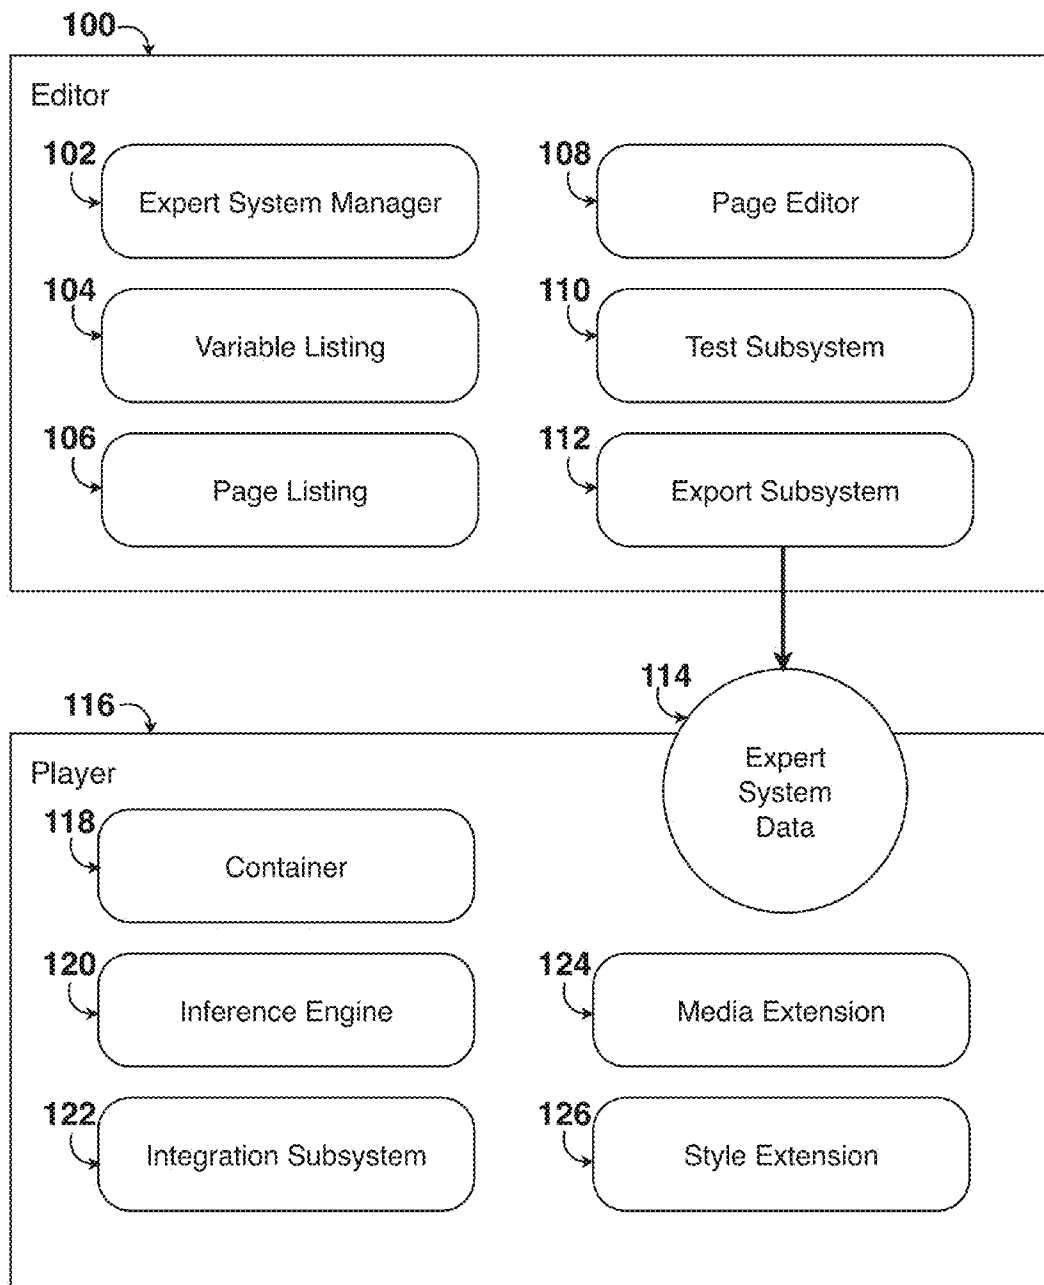 100
Editor
102
Expert System Manager
108
Page Editor
104
Variable Listing
110
Test Subsystem
106
Page Listing
112
Export Subsystem
114
Expert
System
Data
116
Player
118
Container
120
Inference Engine
124
Media Extension
122
Integration Subsystem
126
Style Extension